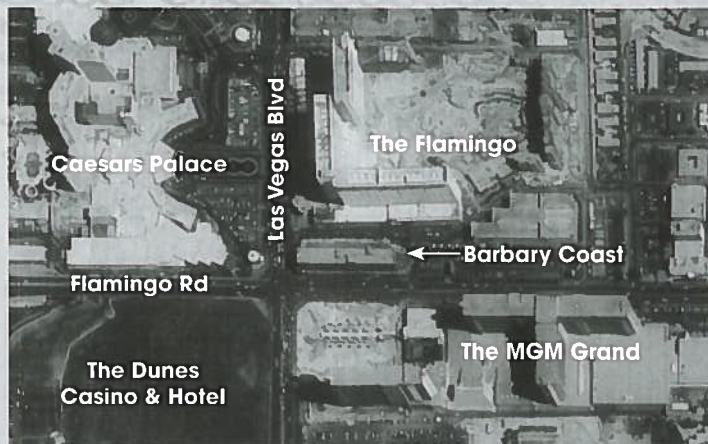 Caesars Palace
Las Vegas Blvd
The Flamingo
Barbary Coast
Flamingo Rd
The Dunes
Casino & Hotel
The MGM Grand